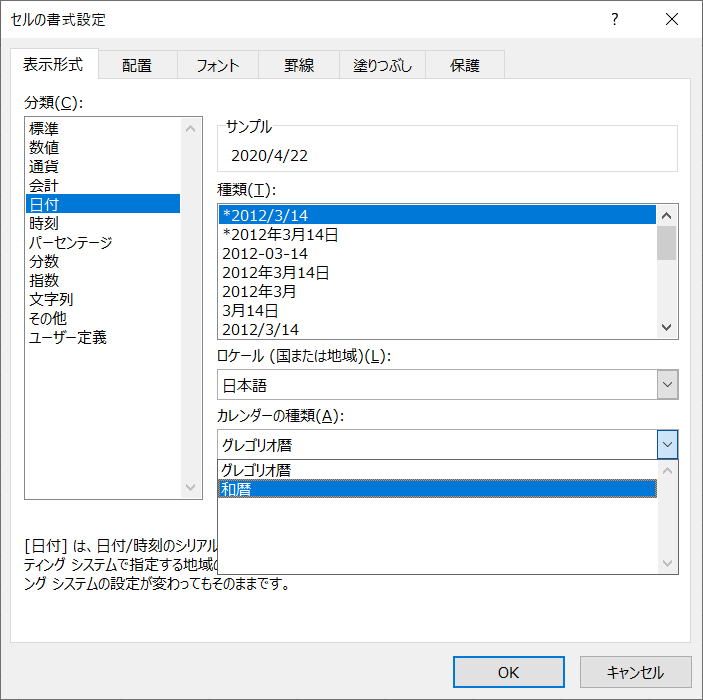 セルの書式設定
?
表示形式
配置
フォント
罫線
塗りつぶし
保護
分類(C):
標準
数値
通貨
会計
日付
時刻
パーセンテージ
分数
指数
文字列
その他
ユーザー定義
サンプル
2020/4/22
種類(T):
*2012/3/14
*2012年3月14日
2012-03-14
2012年3月14日
2012年3月
3月14日
2012/3/14
ロケール (国または地域)(L):
日本語
カレンダーの種類(A):
グレゴリオ暦
グレゴリオ暦
和暦
[日付] は、日付/時刻のシリアル
ティング システムで指定する地域の
ング システムの設定が変わってもそのままです。
OK
キャンセル